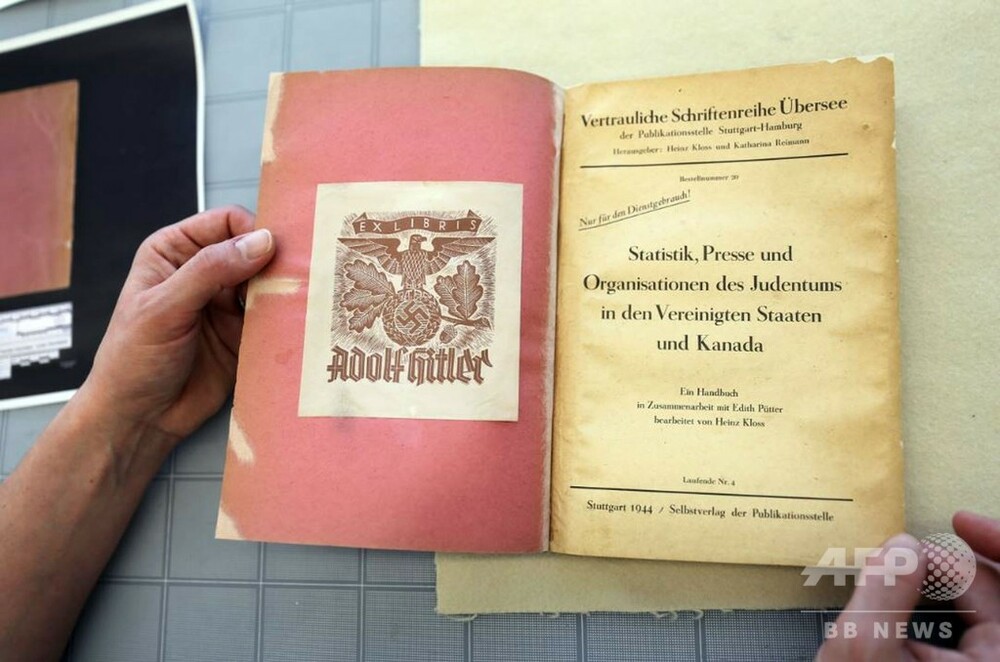 EX LIBRIS
Adolf Hitler
Vertrauliche Schriftenreihe Übersee
der Publikationsstelle Stuttgart-Hamburg
Herausgeber: Heinz Kloss und Katharina Reimann
Bestellnummer 20
Nur für den Dienstgebrauch!
Statistik, Presse und
Organisationen des Judentums
in den Vereinigten Staaten
und Kanada
Ein Handbuch
in Zusammenarbeit mit Edith Pütter
bearbeitet von Heinz Kloss
Laufende Nr. 4
Stuttgart 1944 / Selbstverlag der Publikationsstelle
AFP
BB NEWS